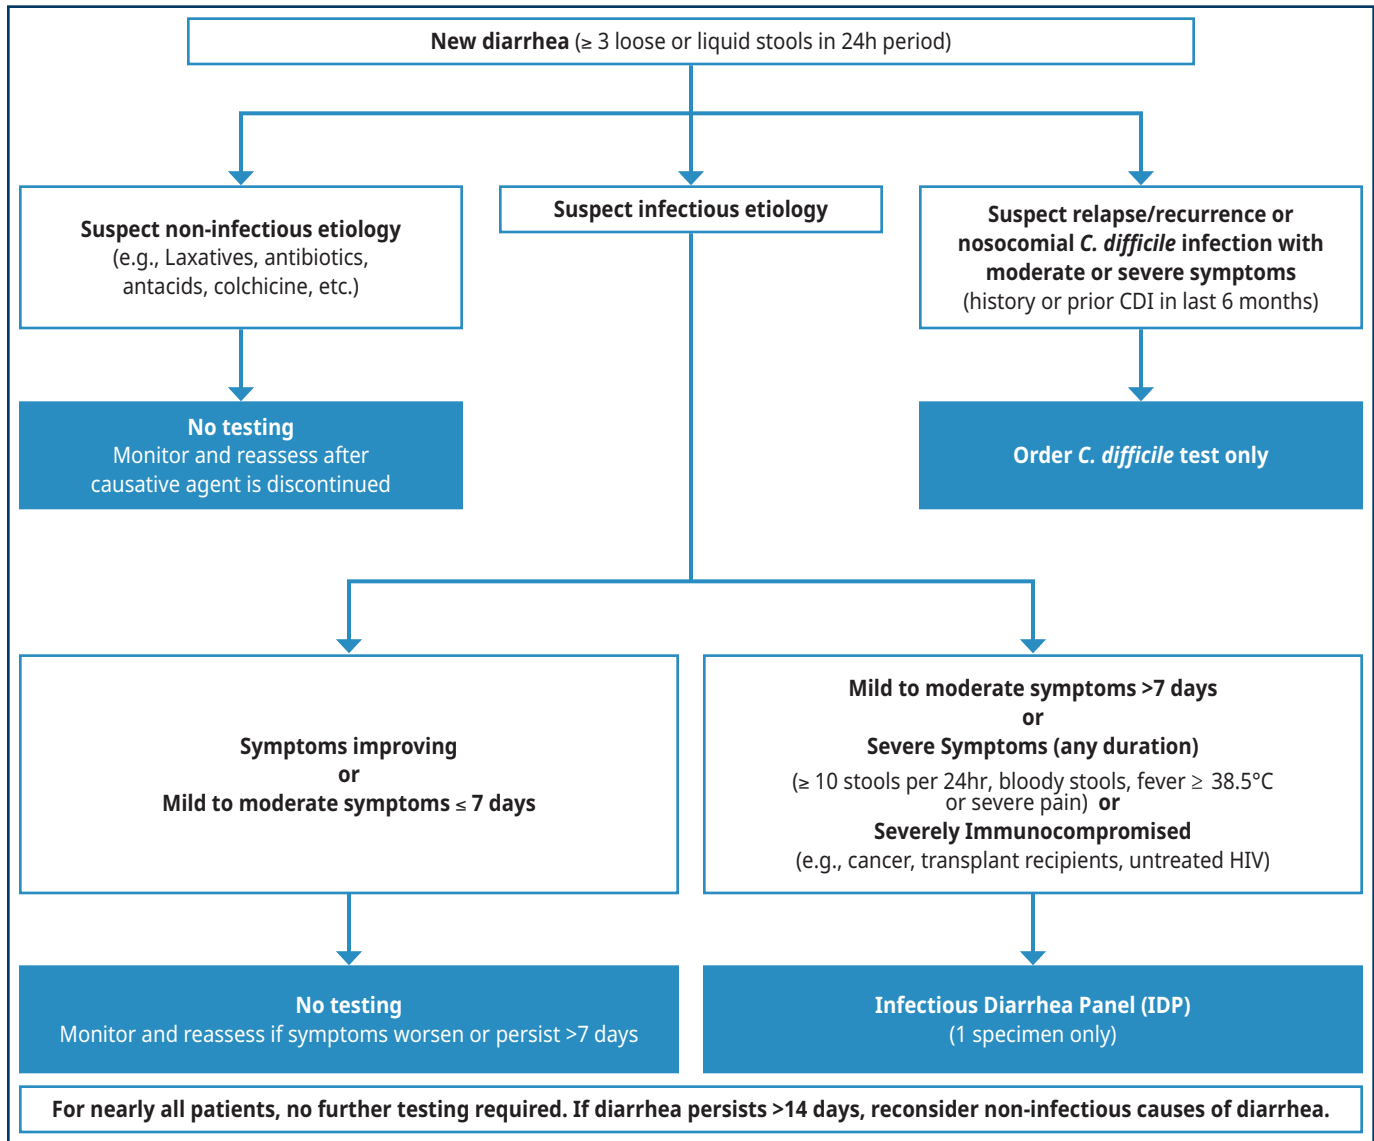 New diarrhea (≥ 3 loose or liquid stools in 24h period)
Suspect non-infectious etiology
(e.g., Laxatives, antibiotics,
antacids, colchicine, etc.)
Suspect infectious etiology
Suspect relapse/recurrence or
nosocomial C. difficile infection with
moderate or severe symptoms
(history or prior CDI in last 6 months)
No testing
Monitor and reassess after
causative agent is discontinued
Order C. difficile test only
Symptoms improving
or
Mild to moderate symptoms ≤ 7 days
Mild to moderate symptoms >7 days
or
Severe Symptoms (any duration)
(≥ 10 stools per 24hr, bloody stools, fever ≥ 38.5°C
or severe pain) or
Severely Immunocompromised
(e.g., cancer, transplant recipients, untreated HIV)
No testing
Monitor and reassess if symptoms worsen or persist >7 days
Infectious Diarrhea Panel (IDP)
(1 specimen only)
For nearly all patients, no further testing required. If diarrhea persists >14 days, reconsider non-infectious causes of diarrhea.